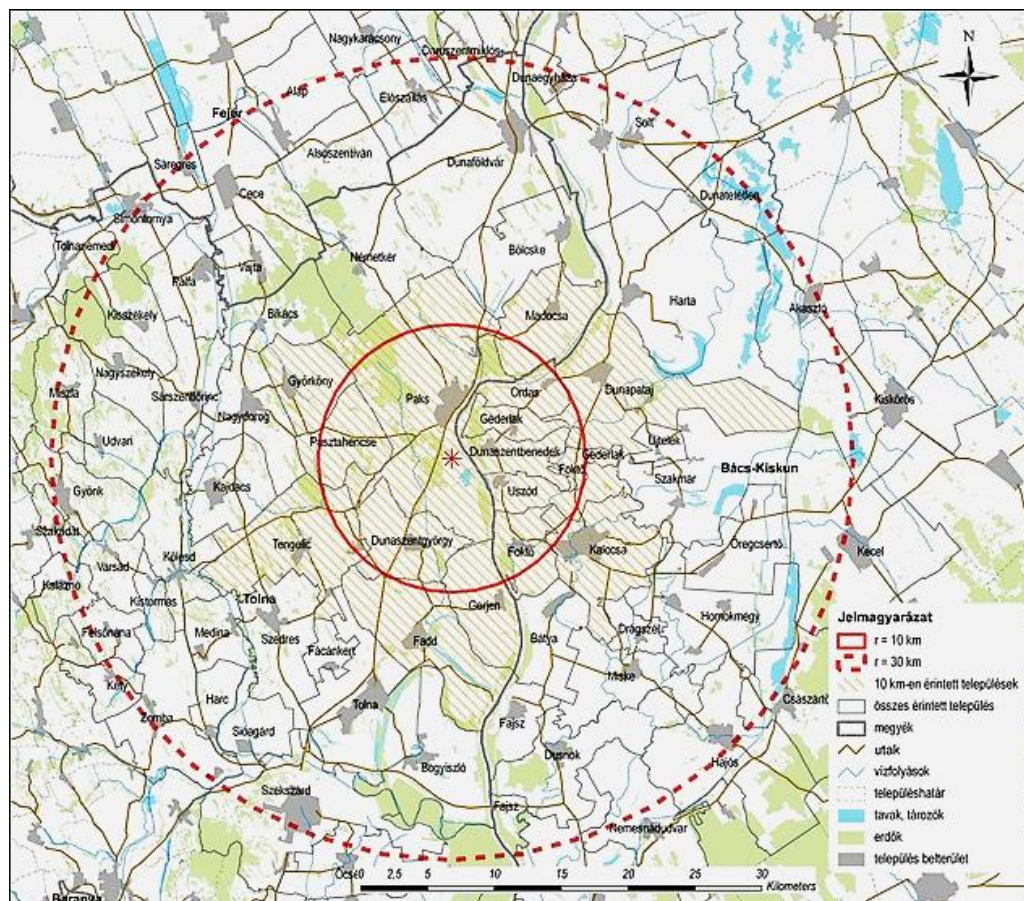 Nagykarácsony
Dunaegyháza
N
Alap
Előszállás
Fejér
Solt
Alsószentiván
Dunaföldvár
Sáregres
Cece
Dunatetétlen
Simontornya
Bölcske
Németkér
Vajta
Pálfa
Harta
Akasztó
Kisszékely
Bikács
Madocsa
Nagyszékely
Györköny
Miszla
Paks
Ordas
Dunapataj
Kiskőrös
Nagydorog
Géderlak
Udvari
Pusztahencse
Dunaszentbenedek
Géderlak
Foktő
Bács-Kiskun
Gyönk
Kajdacs
Uszód
Szakmár
Szakadát
Tengelic
Dunaszentgyörgy
Foktő
Kalocsa
Öregcsertő
Kecel
Varsád
Kölesd
Kistormás
Tolna
Gerjen
Homokmégy
Medina
Szedres
Fadd
Bátya
Drágszél
Fácánkert
Miske
Harc
Tolna
Zomba
Sióagárd
Fajsz
Bogyiszló
Dusnok
Hajós
Szekszárd
Fajsz
Nemesnádudvar
Őcsény
Baranya
Jelmagyarázat
r = 10 km
r = 30 km
10 km-en érintett települések
összes érintett település
megyék
utak
vízfolyások
településhatár
tavak, tározók
erdők
település belterület
0 2,5 5 10 15 20 25 30
Kilometers